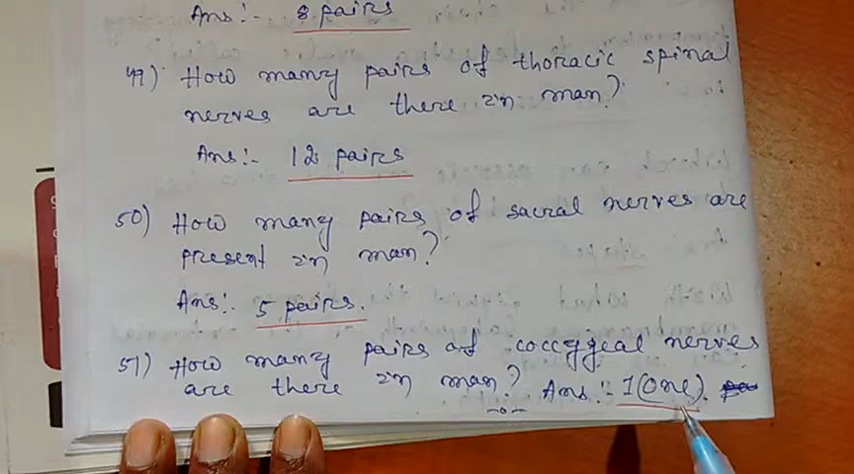 Ans:- 8 pairs
49) How many pairs of thoracic spinal
nerves are there in man?
Ans:- 12 pairs
50) How many pairs of sacral nerves are
present in man?
Ans:- 5 pairs.
51) How many pairs of coccygeal nerves
are there in man? Ans:- 1(One).